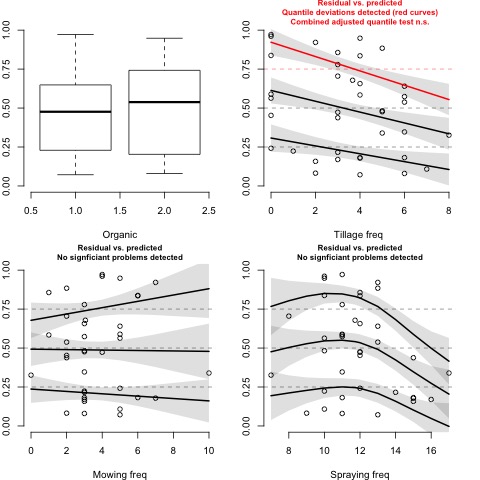 0.00 0.25 0.50 0.75 1.00
0.5 1.0 1.5 2.0 2.5
Organic
Residual vs. predicted
Quantile deviations detected (red curves)
Combined adjusted quantile test n.s.
0.00 0.25 0.50 0.75 1.00
0 2 4 6 8
Tillage freq
Residual vs. predicted
No signficiant problems detected
0.00 0.25 0.50 0.75 1.00
0 2 4 6 8 10
Mowing freq
Residual vs. predicted
No signficiant problems detected
0.00 0.25 0.50 0.75 1.00
8 10 12 14 16
Spraying freq